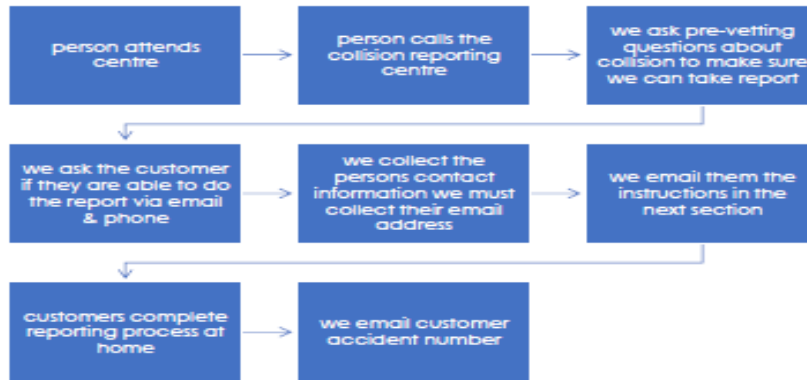 person attends
centre
person calls the
collision reporting
centre
we ask pre-vetting
questions about
collision to make sure
we can take report
we ask the customer
if they are able to do
the report via email
& phone
we collect the
persons contact
information we must
collect their email
address
we email them the
instructions in the
next section
customers complete
reporting process at
home
we email customer
accident number